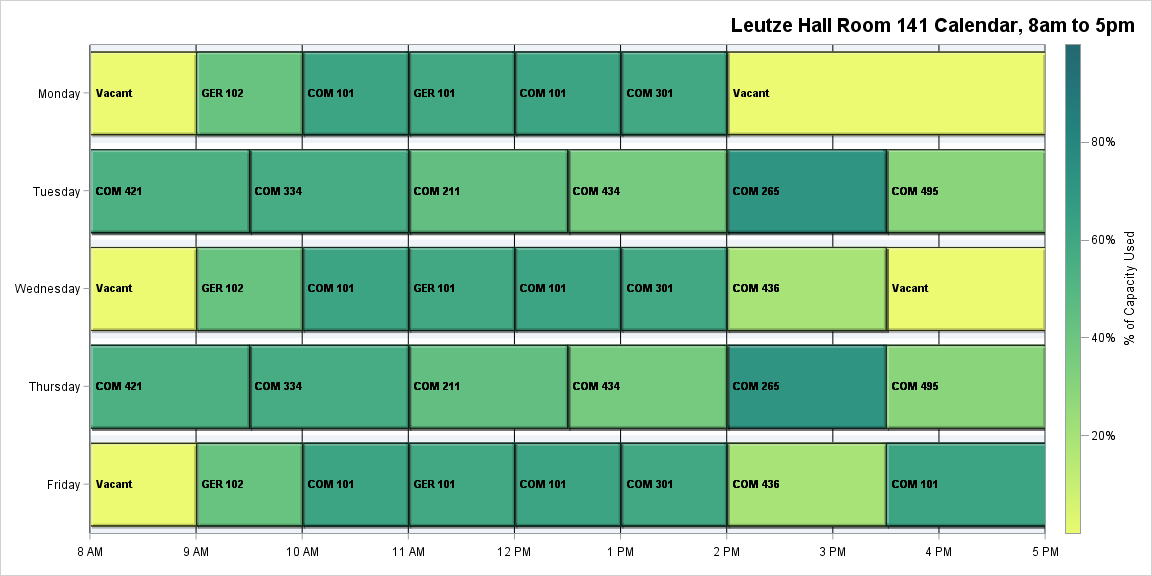 Leutze Hall Room 141 Calendar, 8am to 5pm
Monday
Vacant
GER 102
COM 101
GER 101
COM 101
COM 301
Vacant
Tuesday
COM 421
COM 334
COM 211
COM 434
COM 265
COM 495
Wednesday
Vacant
GER 102
COM 101
GER 101
COM 101
COM 301
COM 436
Vacant
Thursday
COM 421
COM 334
COM 211
COM 434
COM 265
COM 495
Friday
Vacant
GER 102
COM 101
GER 101
COM 101
COM 301
COM 436
COM 101
8 AM
9 AM
10 AM
11 AM
12 PM
1 PM
2 PM
3 PM
4 PM
5 PM
80%
60%
40%
20%
% of Capacity Used